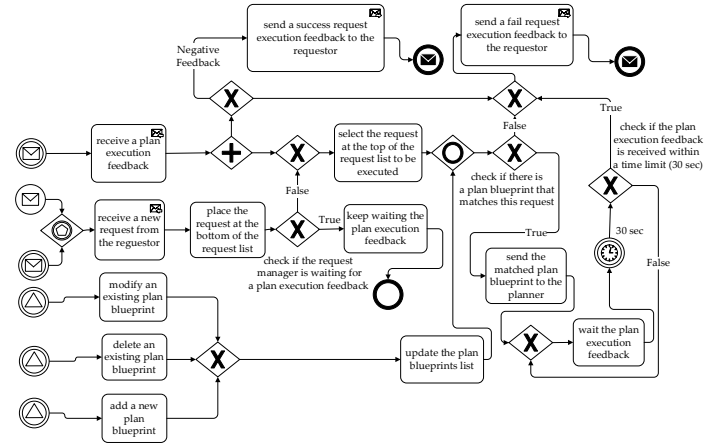 send a success request
execution feedback to the
requestor
send a fail request
execution feedback to
the requestor
Negative
Feedback
True
receive a plan
execution
feedback
select the request
at the top of the
request list to be
executed
False
check if there is
a plan blueprint that
matches this request
check if the plan
execution feedback
is received within
a time limit (30 sec)
False
receive a new
request from
the reguestor
place the
request at the
bottom of the
request list
True
keep waiting the
plan execution
feedback
check if the request
manager is waiting for
a plan execution feedback
True
30 sec
False
send the
matched plan
blueprint to the
planner
modify an
existing plan
blueprint
delete an
existing plan
blueprint
update the plan
blueprints list
wait the plan
execution
feedback
add a new
plan
blueprint